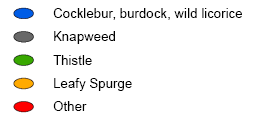 Cocklebur, burdock, wild licorice
Knapweed
Thistle
Leafy Spurge
Other